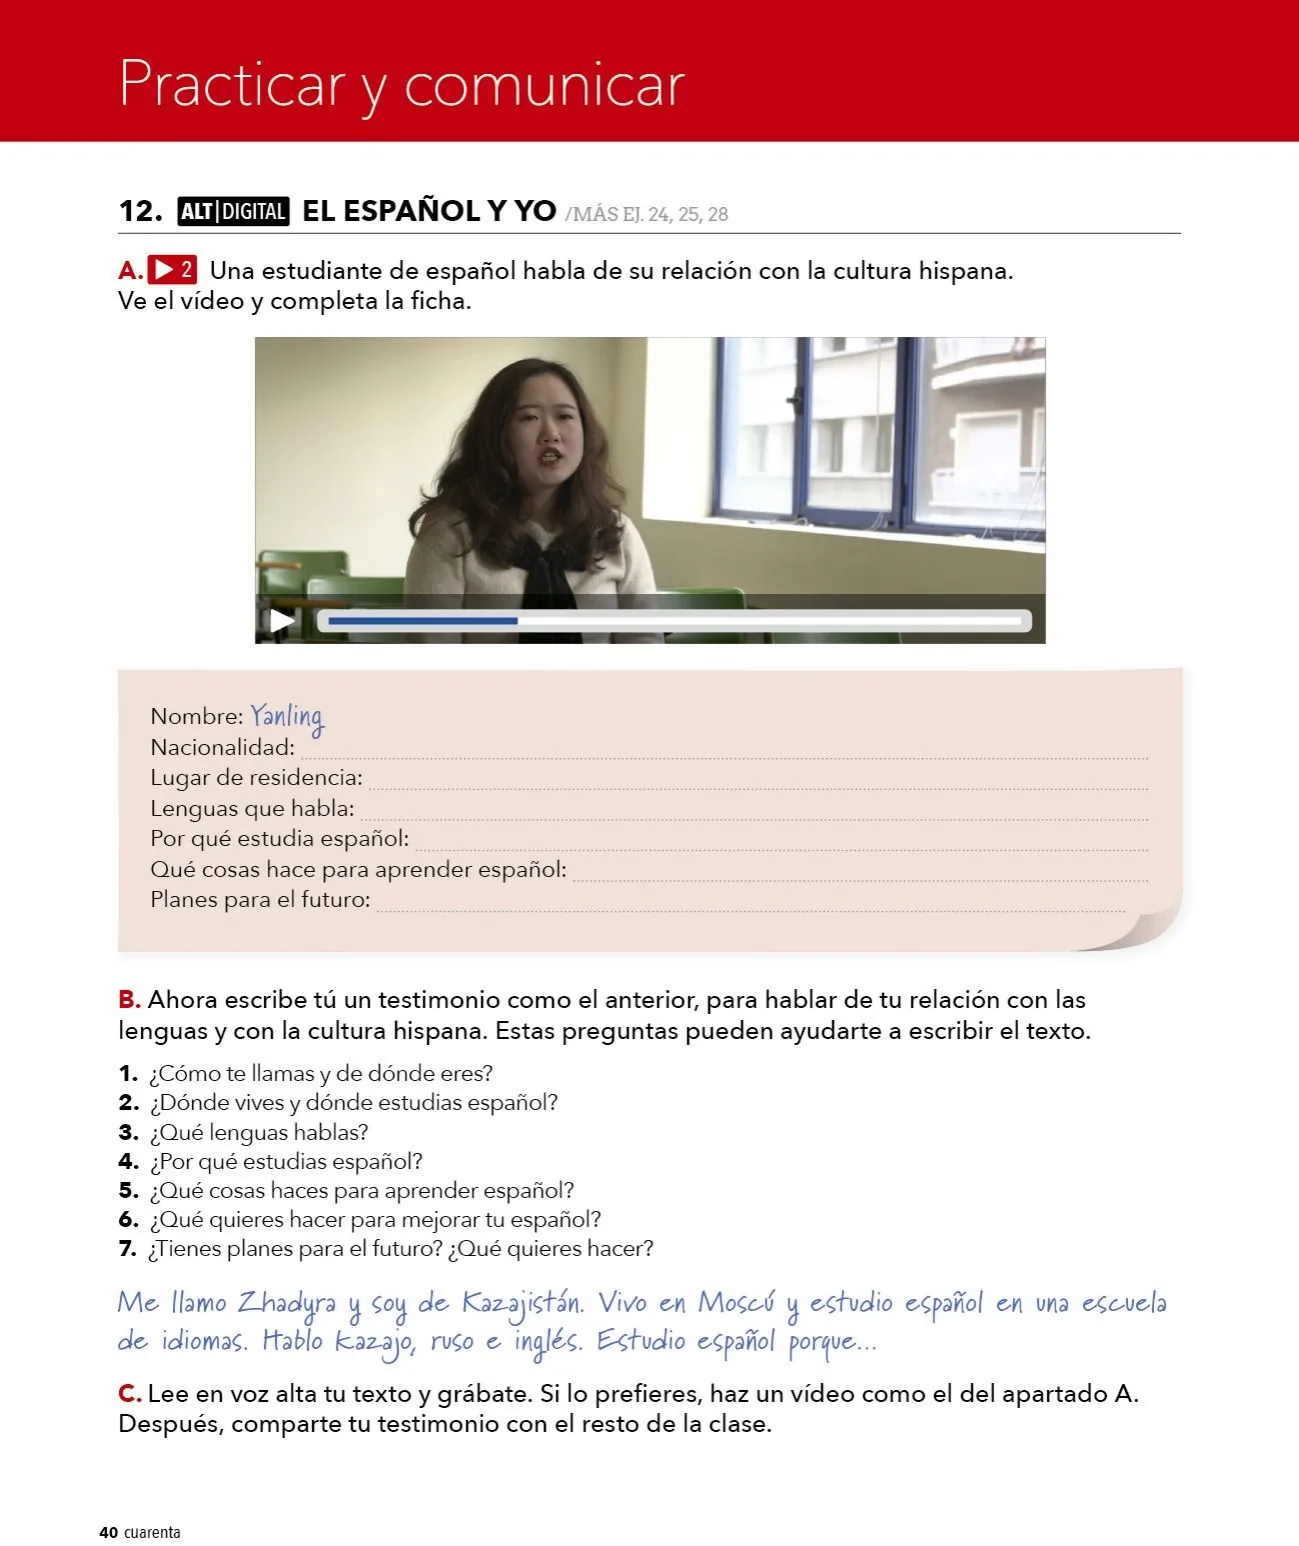 Practicar y comunicar
12. ALT|DIGITAL EL ESPAÑOL Y YO /MÁS EJ. 24, 25, 28
A. 2 Una estudiante de español habla de su relación con la cultura hispana.
Ve el vídeo y completa la ficha.
Nombre: Yanling
Nacionalidad:
Lugar de residencia:
Lenguas que habla:
Por qué estudia español:
Qué cosas hace para aprender español:
Planes para el futuro:
B. Ahora escribe tú un testimonio como el anterior, para hablar de tu relación con las
lenguas y con la cultura hispana. Estas preguntas pueden ayudarte a escribir el texto.
1. ¿Cómo te llamas y de dónde eres?
2. ¿Dónde vives y dónde estudias español?
3. ¿Qué lenguas hablas?
4. ¿Por qué estudias español?
5. ¿Qué cosas haces para aprender español?
6. ¿Qué quieres hacer para mejorar tu español?
7. ¿Tienes planes para el futuro? ¿Qué quieres hacer?
Me llamo Zhadyra y soy de Kazajistán. Vivo en Moscú y estudio español en una escuela
de idiomas. Hablo kazajo, ruso e inglés. Estudio español porque...
C. Lee en voz alta tu texto y grábate. Si lo prefieres, haz un vídeo como el del apartado A.
Después, comparte tu testimonio con el resto de la clase.
40 cuarenta